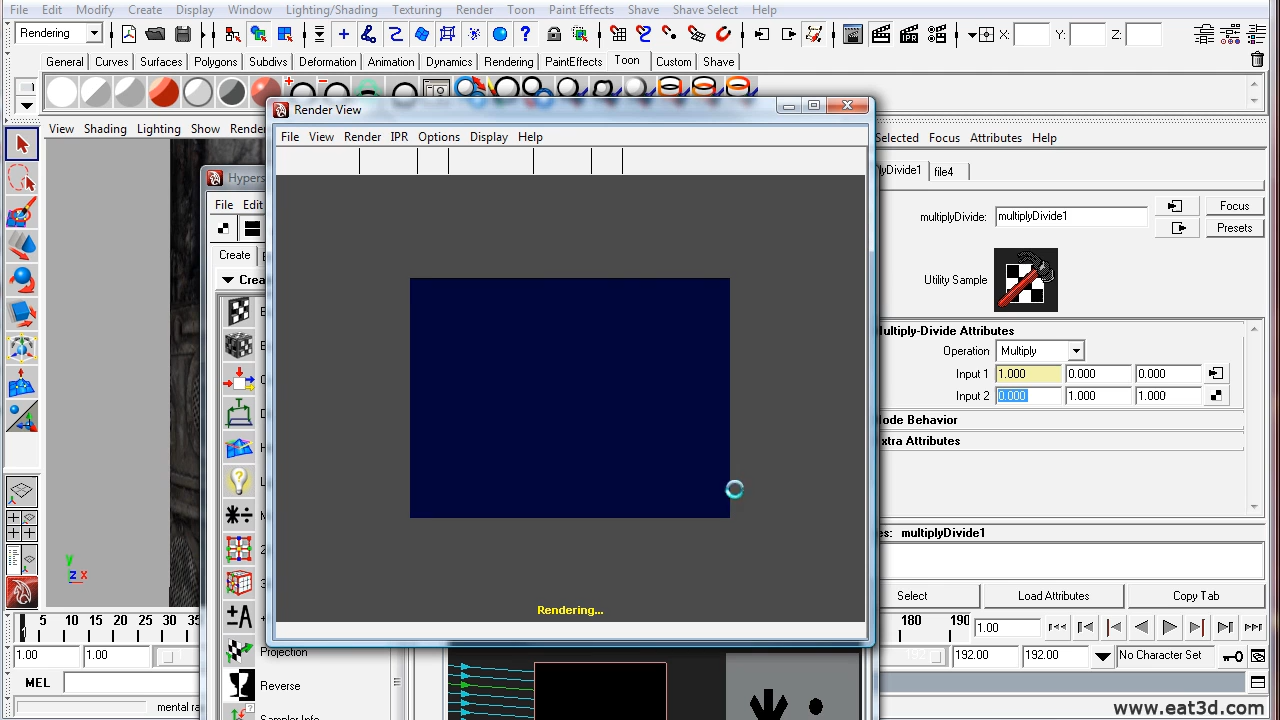 File Edit Modify Create Display Window Lighting/Shading Texturing Render Toon Paint Effects Shave Shave Select Help
Rendering X: Y: Z:
General Curves Surfaces Polygons Subdivs Deformation Animation Dynamics Rendering PaintEffects Toon Custom Shave
View Shading Lighting Show
Render View
File View Render IPR Options Display Help
File Edit
Create
Selected Focus Attributes Help
file4
multiplyDivide: multiplyDivide1 Focus
Presets
Utility Sample
Multiply-Divide Attributes
Operation Multiply
Input 1 1.000 0.000 0.000
Input 2 0.000 1.000 1.000
Node Behavior
Extra Attributes
multiplyDivide1
Select Load Attributes Copy Tab
Rendering...
y
z x
5 10 15 20 25 30 180
1.00
1.00 1.00 192.00 192.00 No Character Set
MEL
Projection
Reverse
Sampler Info
www.eat3d.com